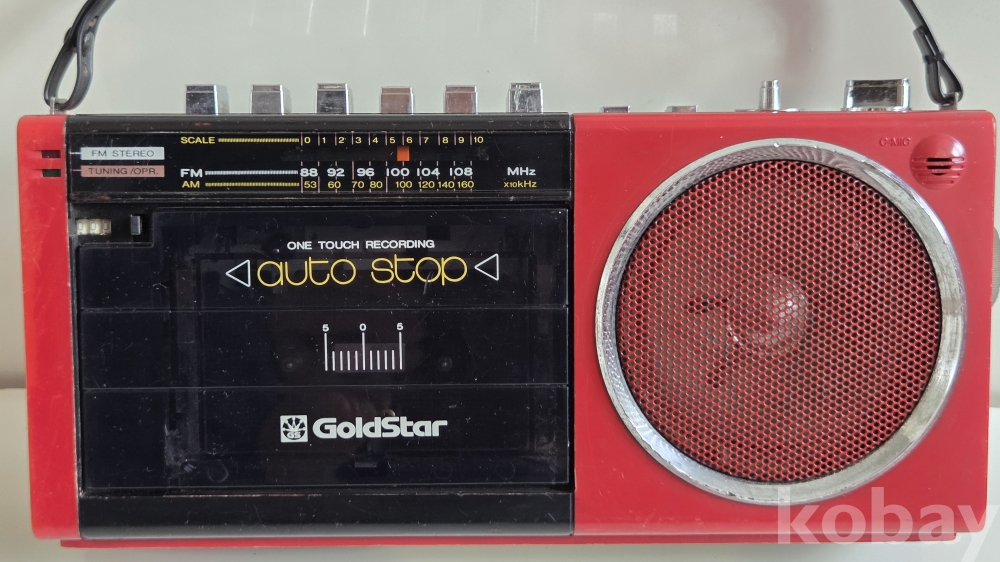 SCALE 0 1 2 3 4 5 6 7 8 9 10
FM STEREO
TUNING/OPR.
FM 88 92 96 100 104 108 MHz
AM 53 60 70 80 100 120 140 160 x10kHz
C-MIC
ONE TOUCH RECORDING
auto stop
5 0 5
GS GoldStar
kobay